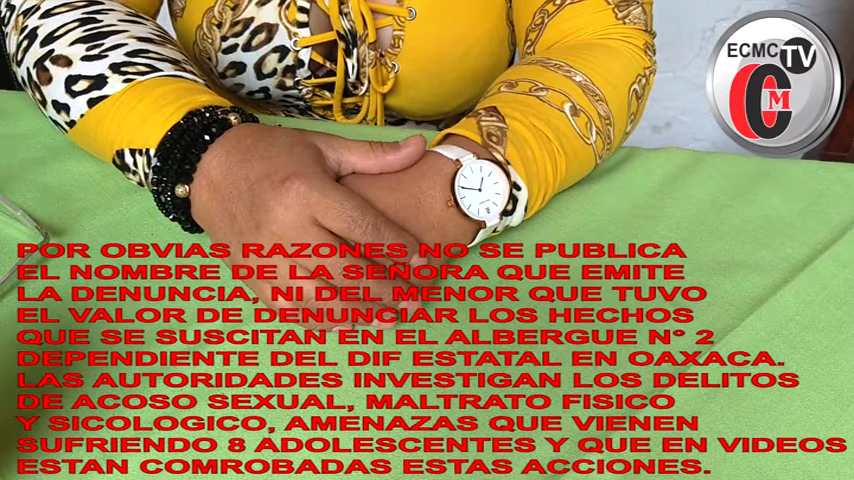 ECMC TV
CM
POR OBVIAS RAZONES NO SE PUBLICA
EL NOMBRE DE LA SEÑORA QUE EMITE
LA DENUNCIA, NI DEL MENOR QUE TUVO
EL VALOR DE DENUNCIAR LOS HECHOS
QUE SE SUSCITAN EN EL ALBERGUE N° 2
DEPENDIENTE DEL DIF ESTATAL EN OAXACA.
LAS AUTORIDADES INVESTIGAN LOS DELITOS
DE ACOSO SEXUAL, MALTRATO FISICO
Y SICOLOGICO, AMENAZAS QUE VIENEN
SUFRIENDO 8 ADOLESCENTES Y QUE EN VIDEOS
ESTAN COMROBADAS ESTAS ACCIONES.